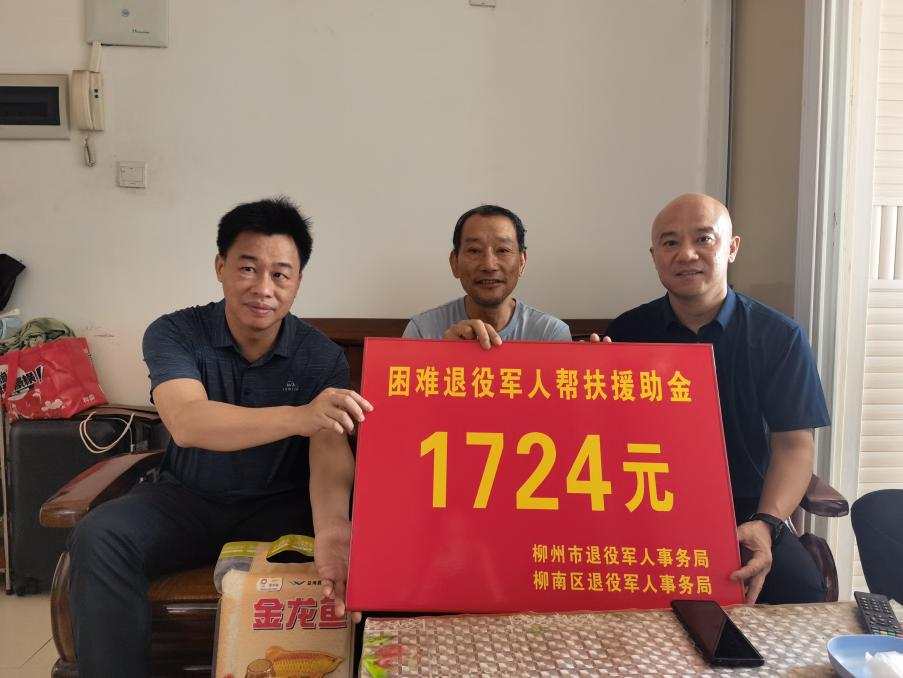 困难退役军人帮扶援助金
1724元
柳州市退役军人事务局
柳南区退役军人事务局
金龙鱼